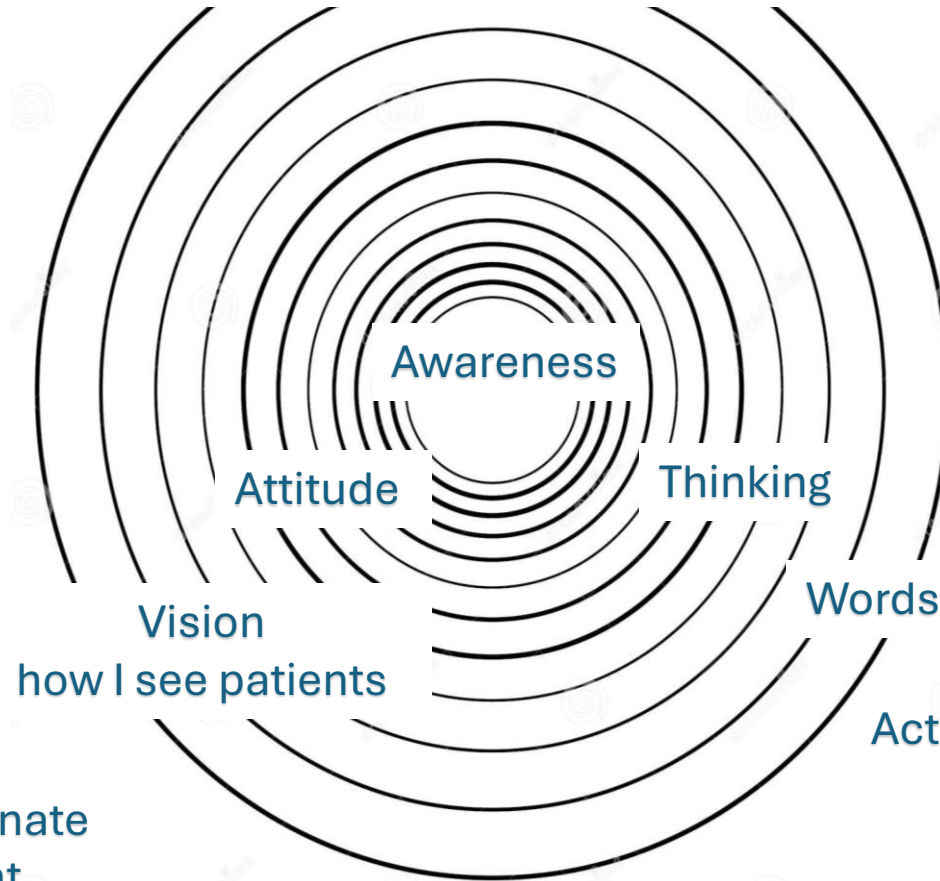 Awareness
Attitude
Thinking
Words
Vision
how I see patients
Act
nate